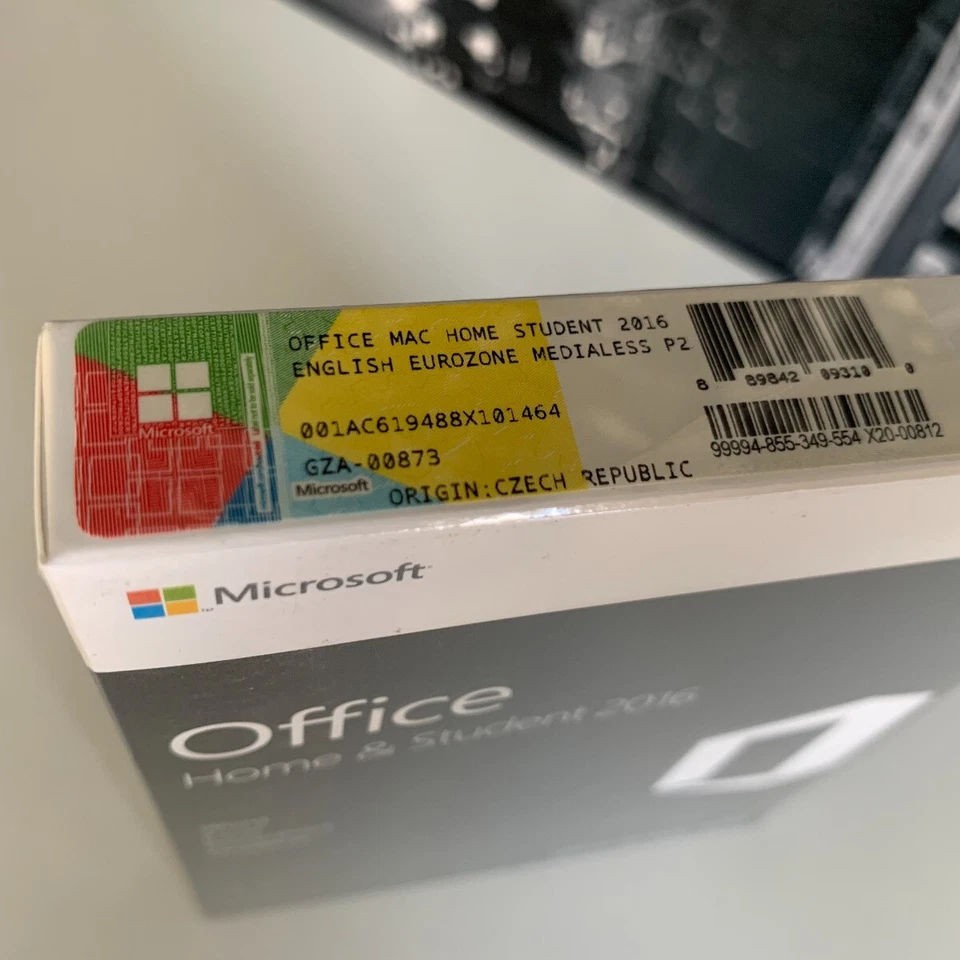 OFFICE MAC HOME STUDENT 2016
ENGLISH EUROZONE MEDIALESS P2
001AC619488X101464
GZA-00873
Microsoft
Microsoft
ORIGIN:CZECH REPUBLIC
8 89842 09310 0
99994-855-349-554 X20-00812
Microsoft
Office
Home & Student 2016